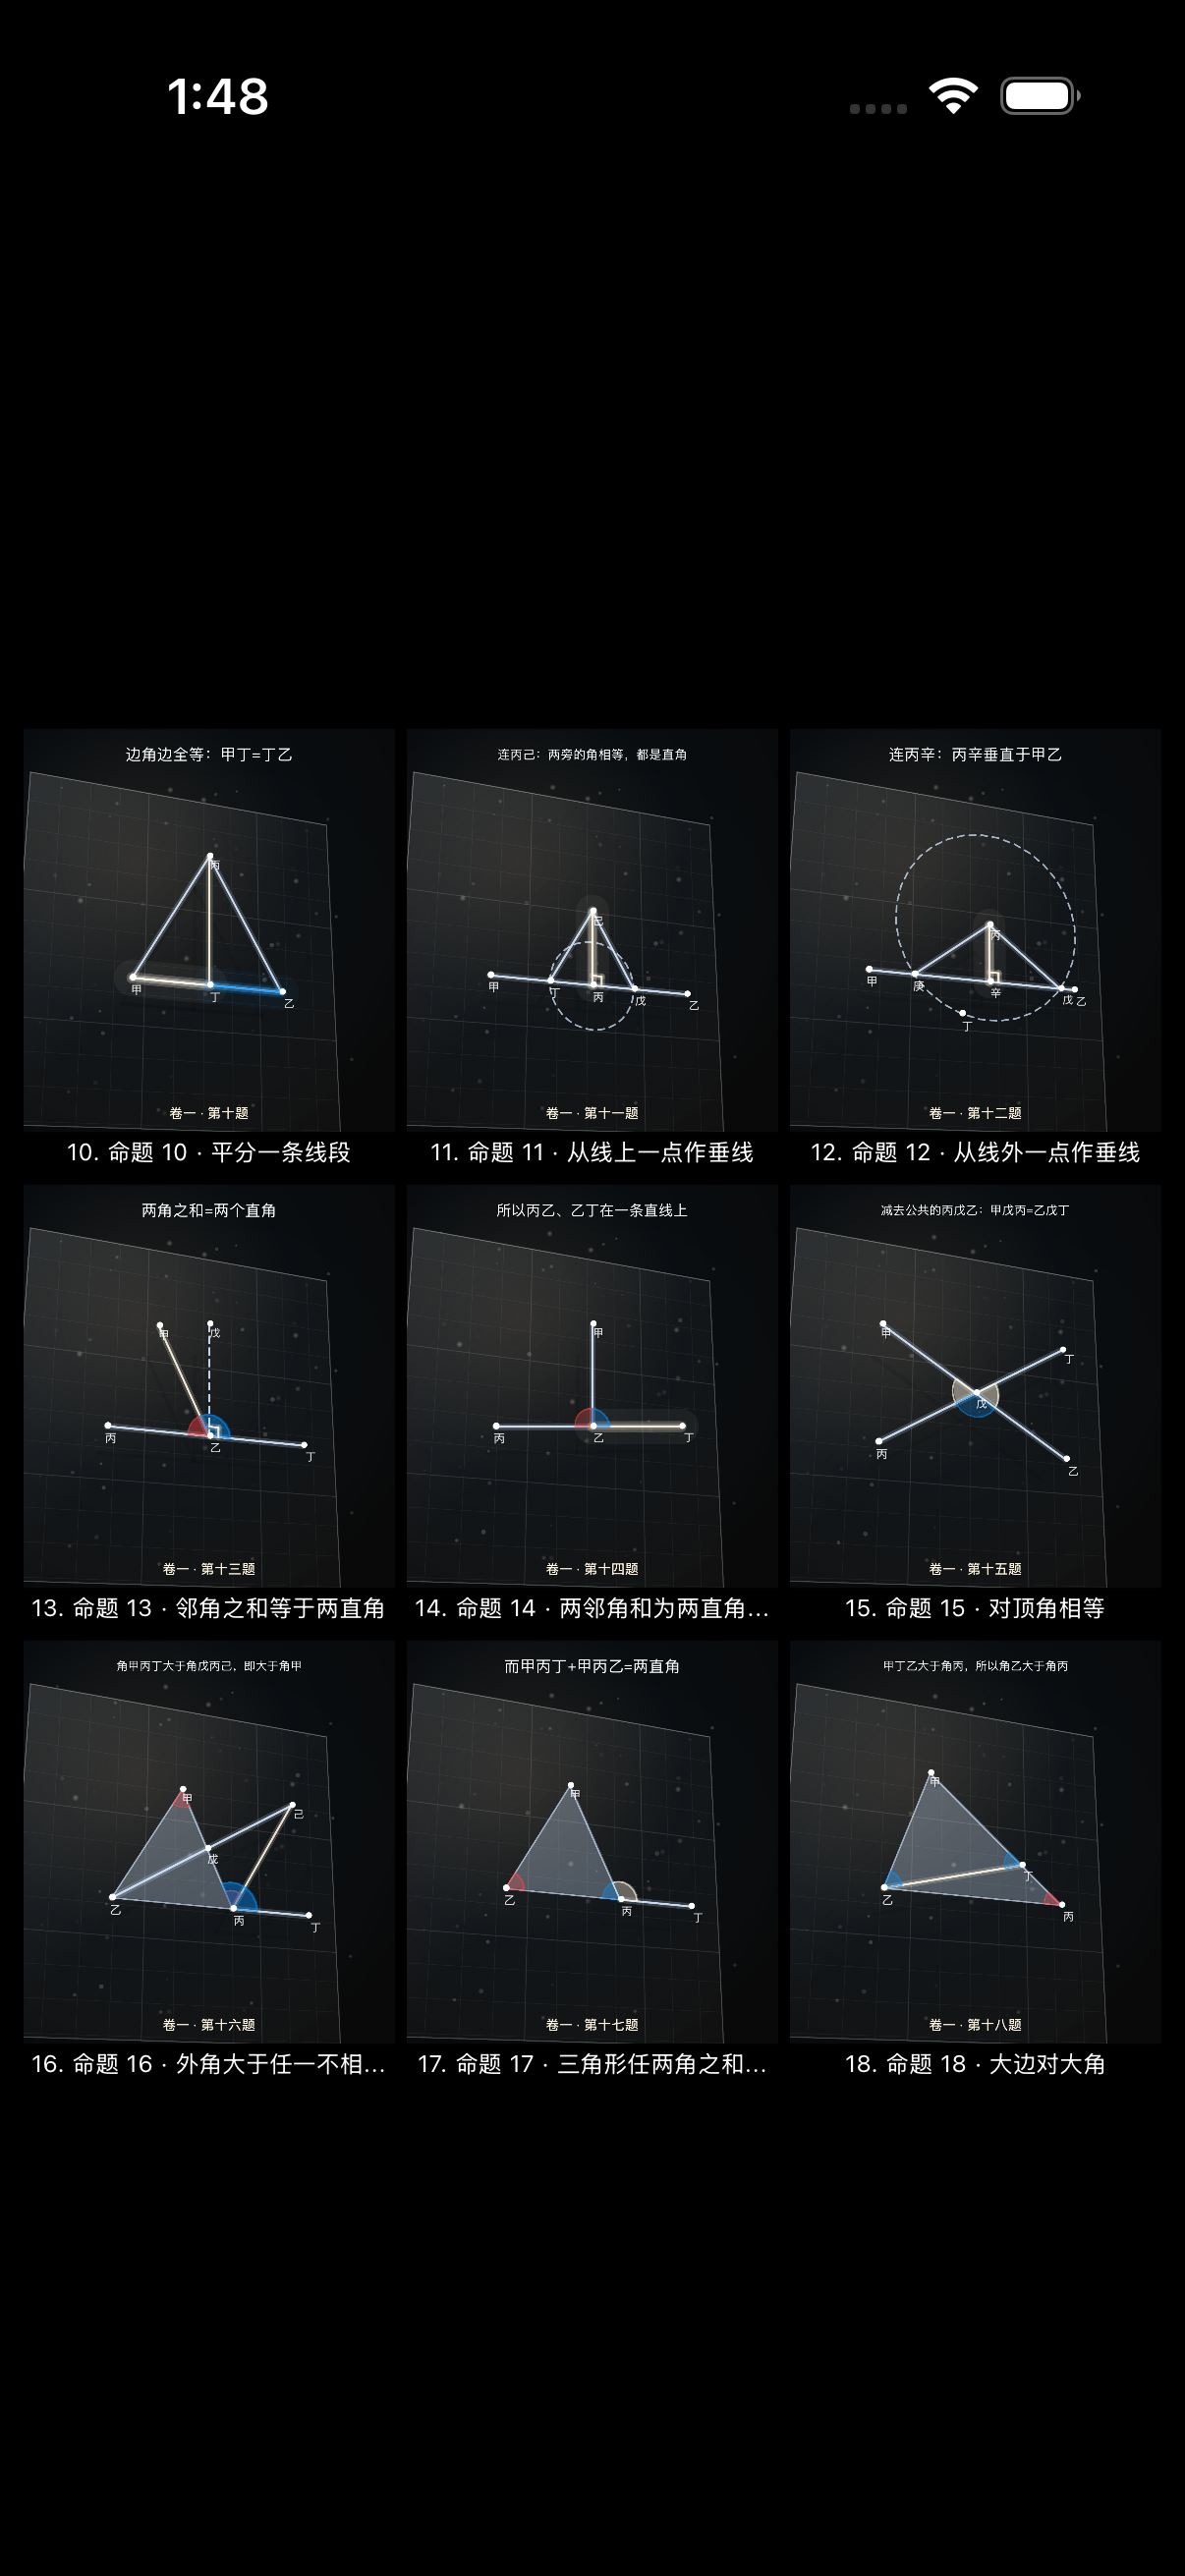 1:48
边角边全等：甲丁=丁乙
丙
甲
丁
乙
卷一 · 第十题
10. 命题 10 · 平分一条线段
连丙己：两旁的角相等，都是直角
己
甲
丁
丙
戊
乙
卷一 · 第十一题
11. 命题 11 · 从线上一点作垂线
连丙辛：丙辛垂直于甲乙
丙
甲
庚
辛
戊
乙
丁
卷一 · 第十二题
12. 命题 12 · 从线外一点作垂线
两角之和=两个直角
甲
戊
丙
乙
丁
卷一 · 第十三题
13. 命题 13 · 邻角之和等于两直角
所以丙乙、乙丁在一条直线上
甲
丙
乙
丁
卷一 · 第十四题
14. 命题 14 · 两邻角和为两直角...
减去公共的丙戊乙：甲戊丙=乙戊丁
甲
丁
戊
丙
乙
卷一 · 第十五题
15. 命题 15 · 对顶角相等
角甲丙丁大于角戊丙己，即大于角甲
甲
己
戊
乙
丙
丁
卷一 · 第十六题
16. 命题 16 · 外角大于任一不相...
而甲丙丁+甲丙乙=两直角
甲
乙
丙
丁
卷一 · 第十七题
17. 命题 17 · 三角形任两角之和...
甲丁乙大于角丙，所以角乙大于角丙
甲
丁
乙
丙
卷一 · 第十八题
18. 命题 18 · 大边对大角